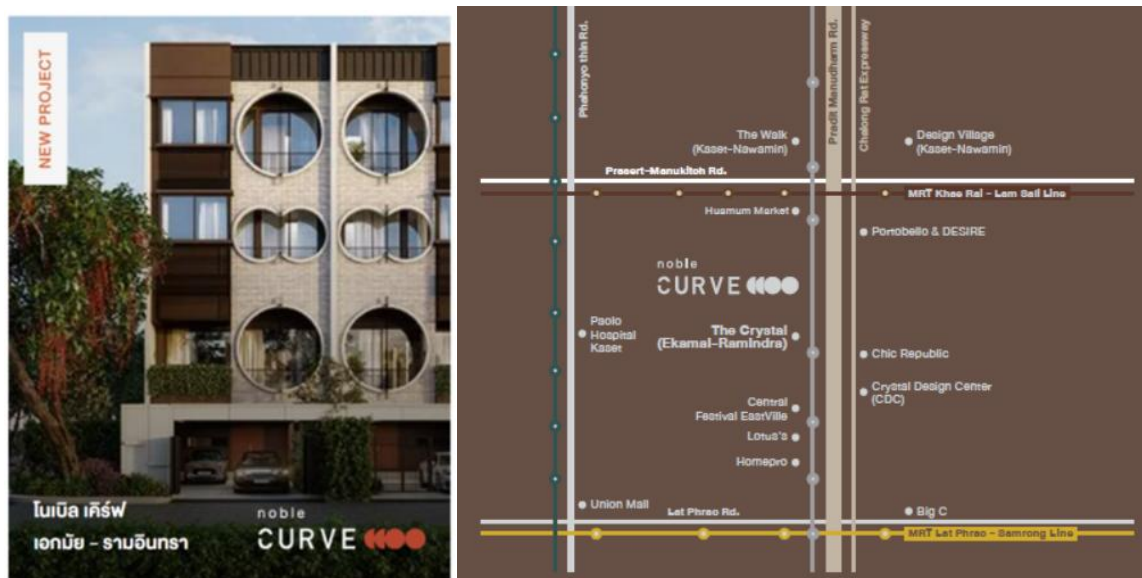 NEW PROJECT
โนเบิล เคิร์ฟ
เอกมัย - รามอินทรา
noble
CURVE
Phahonyothin Rd.
Pradit Manudharm Rd.
Chalong Rat Expressway
The Walk
(Kaset-Nawamin)
Design Village
(Kaset-Nawamin)
Prasert-Manukitch Rd.
MRT Khae Rai - Lam Sali Line
Huamum Market
Portobello & DESIRE
noble
CURVE
Paolo
Hospital
Kaset
The Crystal
(Ekamai-Ramindra)
Chic Republic
Crystal Design Center
(CDC)
Central
Festival EastVille
Lotus's
Homepro
Union Mall
Lat Phrao Rd.
Big C
MRT Lat Phrao - Samrong Line